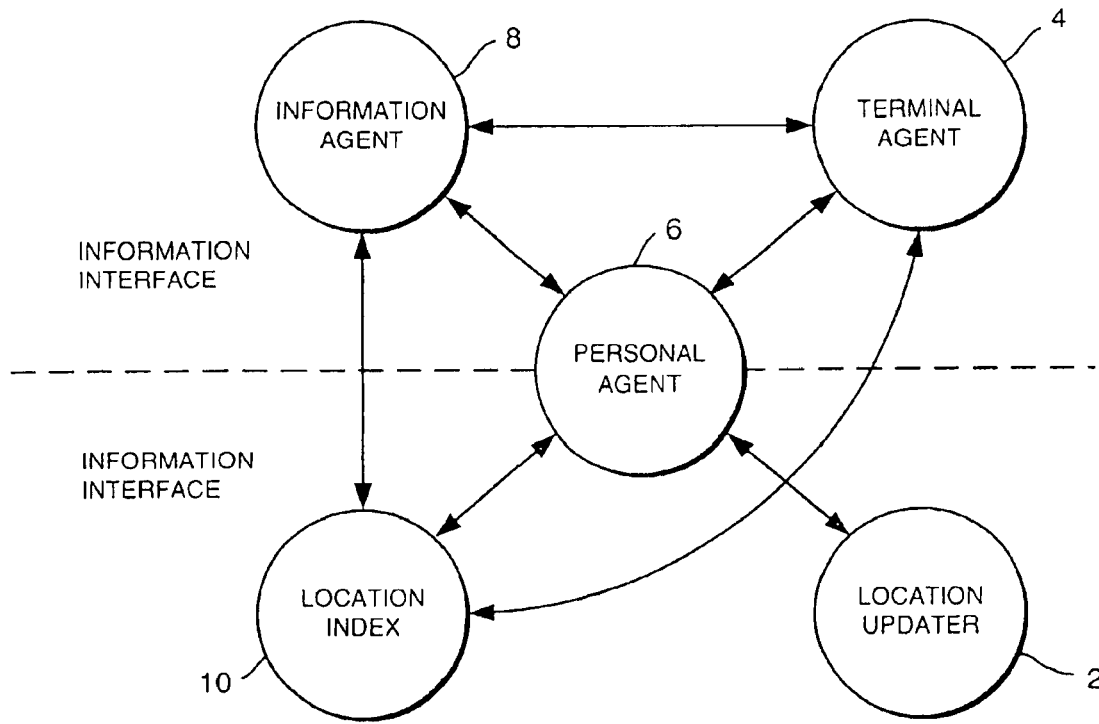 8
4
INFORMATION
AGENT
TERMINAL
AGENT
6
INFORMATION
INTERFACE
PERSONAL
AGENT
INFORMATION
INTERFACE
LOCATION
INDEX
LOCATION
UPDATER
10
2